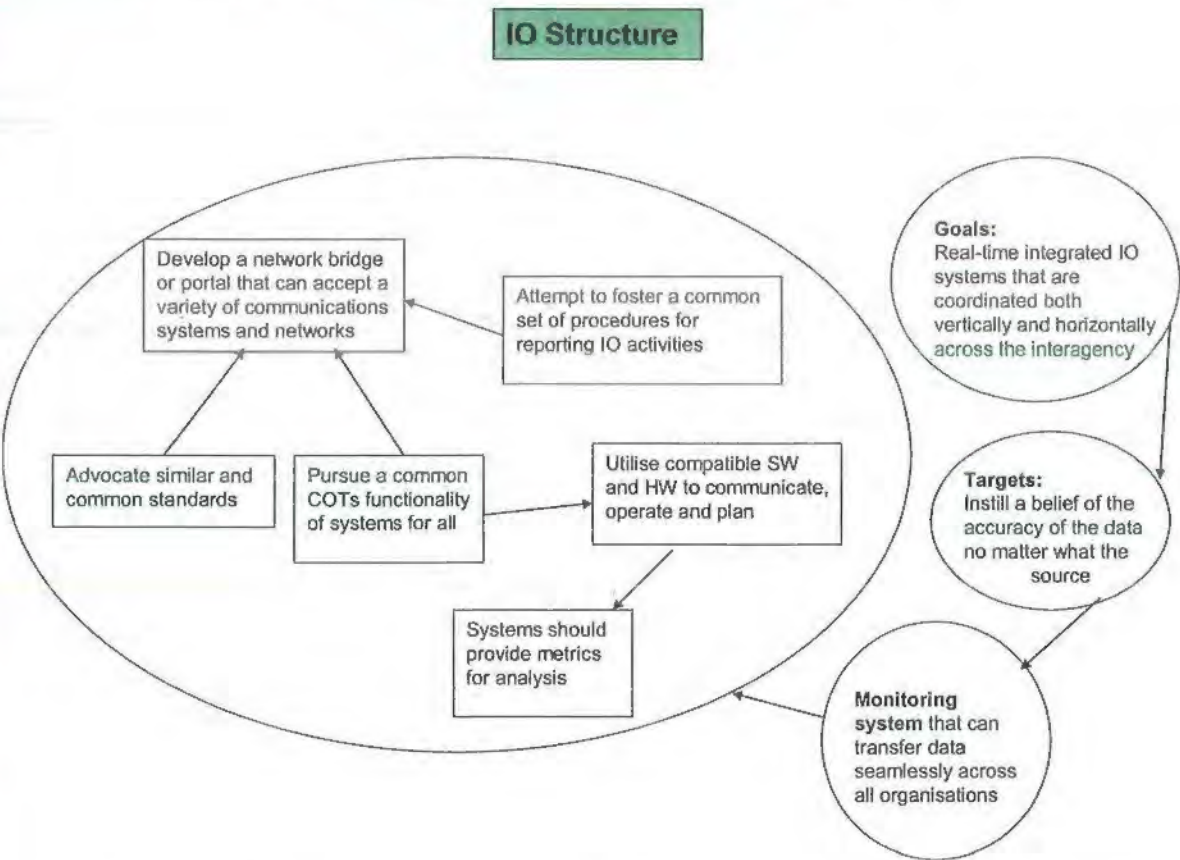 IO Structure
Develop a network bridge
or portal that can accept a
variety of communications
systems and networks
Attempt to foster a common
set of procedures for
reporting IO activities
Advocate similar and
common standards
Pursue a common
COTs functionality
of systems for all
Utilise compatible SW
and HW to communicate,
operate and plan
Systems should
provide metrics
for analysis
Goals:
Real-time integrated IO
systems that are
coordinated both
vertically and horizontally
across the interagency
Targets:
Instill a belief of the
accuracy of the data
no matter what the
source
Monitoring
system that can
transfer data
seamlessly across
all organisations